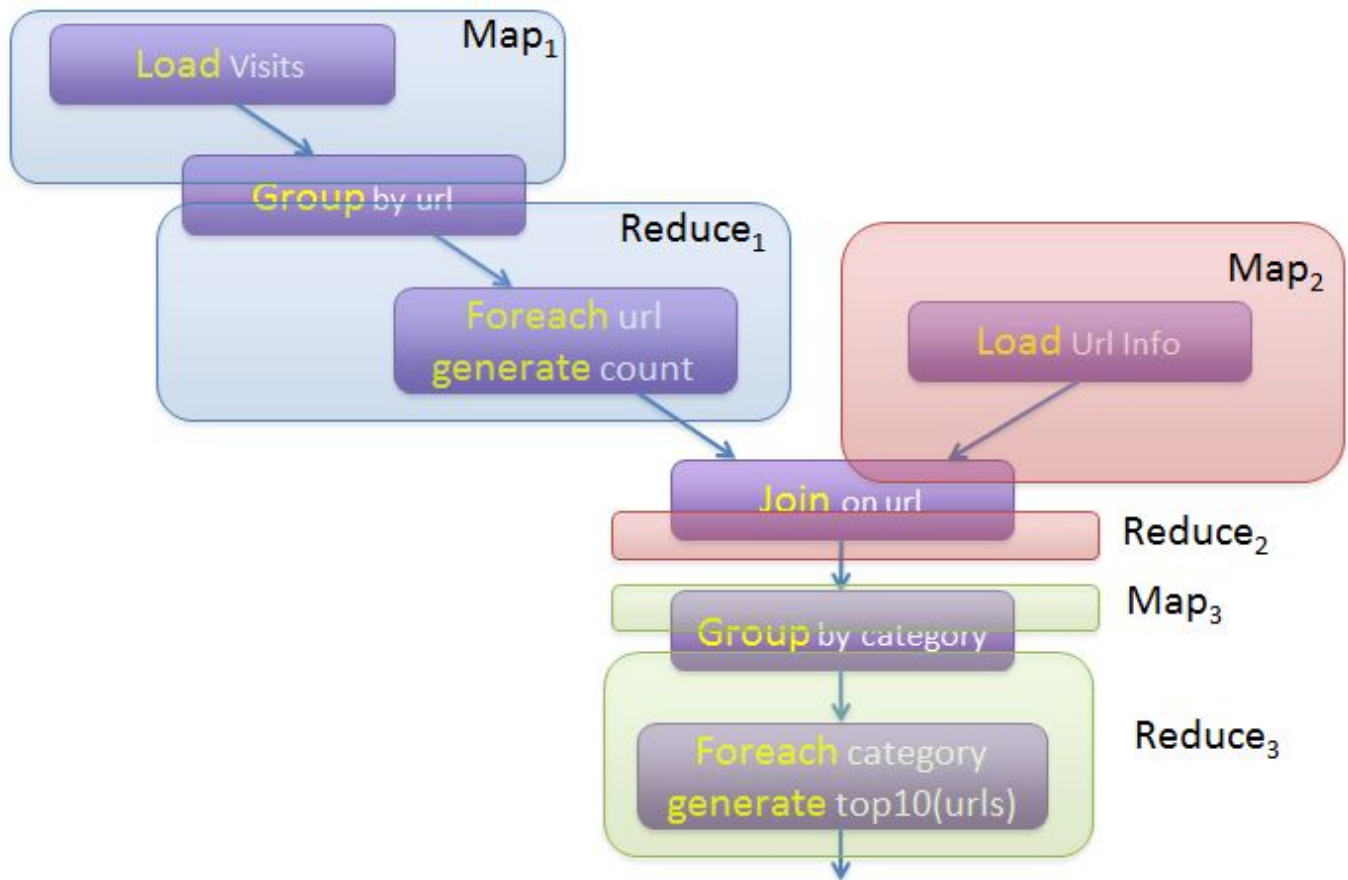 Map₁
Load Visits
Group by url
Reduce₁
Map₂
Foreach url
generate count
Load Url Info
Join on url
Reduce₂
Map₃
Group by category
Reduce₃
Foreach category
generate top10(urls)